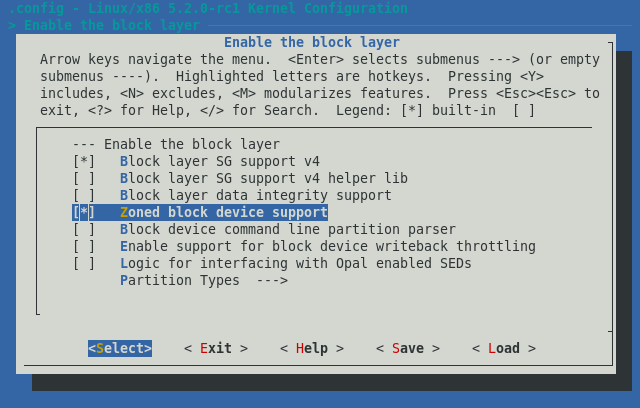 .config - Linux/x86 5.2.0-rc1 Kernel Configuration
> Enable the block layer
Enable the block layer
Arrow keys navigate the menu.  <Enter> selects submenus ---> (or empty
submenus ----).  Highlighted letters are hotkeys.  Pressing <Y>
includes, <N> excludes, <M> modularizes features.  Press <Esc><Esc> to
exit, <?> for Help, </> for Search.  Legend: [*] built-in  [ ]
--- Enable the block layer
[*]   Block layer SG support v4
[ ]   Block layer SG support v4 helper lib
[ ]   Block layer data integrity support
[*]   Zoned block device support
[ ]   Block device command line partition parser
[ ]   Enable support for block device writeback throttling
[ ]   Logic for interfacing with Opal enabled SEDs
Partition Types  --->
<Select>    < Exit >    < Help >    < Save >    < Load >